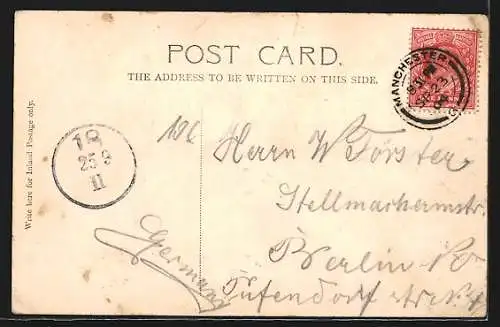 POST CARD.
THE ADDRESS TO BE WRITTEN ON THIS SIDE.
Write here for Inland Postage only.
MANCHESTER
18
25 9
11
106
Herrn W Förster
Stellmachermstr.
Berlin
Germany